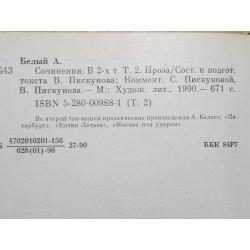 Белый А.
Б43 Сочинения. В 2-х т. Т. 2. Проза/Сост. и подгот.
текста В. Пискунова; Коммент. С. Пискуновой,
В. Пискунова.— М.: Худож. лит., 1990.— 671 с.
ISBN 5-280-00988-1 (Т. 2)
Во второй том вошли прозаические произведения А. Белого: «Пе-
тербург», «Котик Летаев», «Москва под ударом».
4702010201-156
Б 27-90 ББК 84Р7
028(01)-90